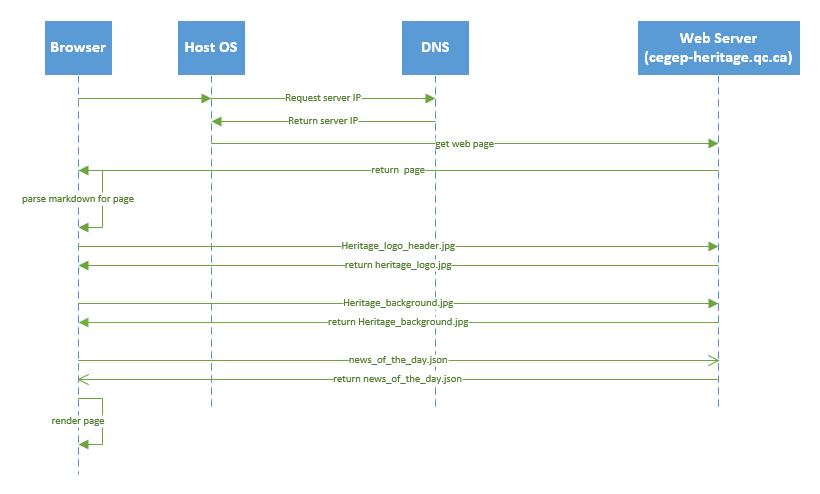 Browser
Host OS
DNS
Web Server
(cegep-heritage.qc.ca)
Request server IP
Return server IP
get web page
return  page
parse markdown for page
Heritage_logo_header.jpg
return heritage_logo.jpg
Heritage_background.jpg
return Heritage_background.jpg
news_of_the_day.json
return news_of_the_day.json
render page